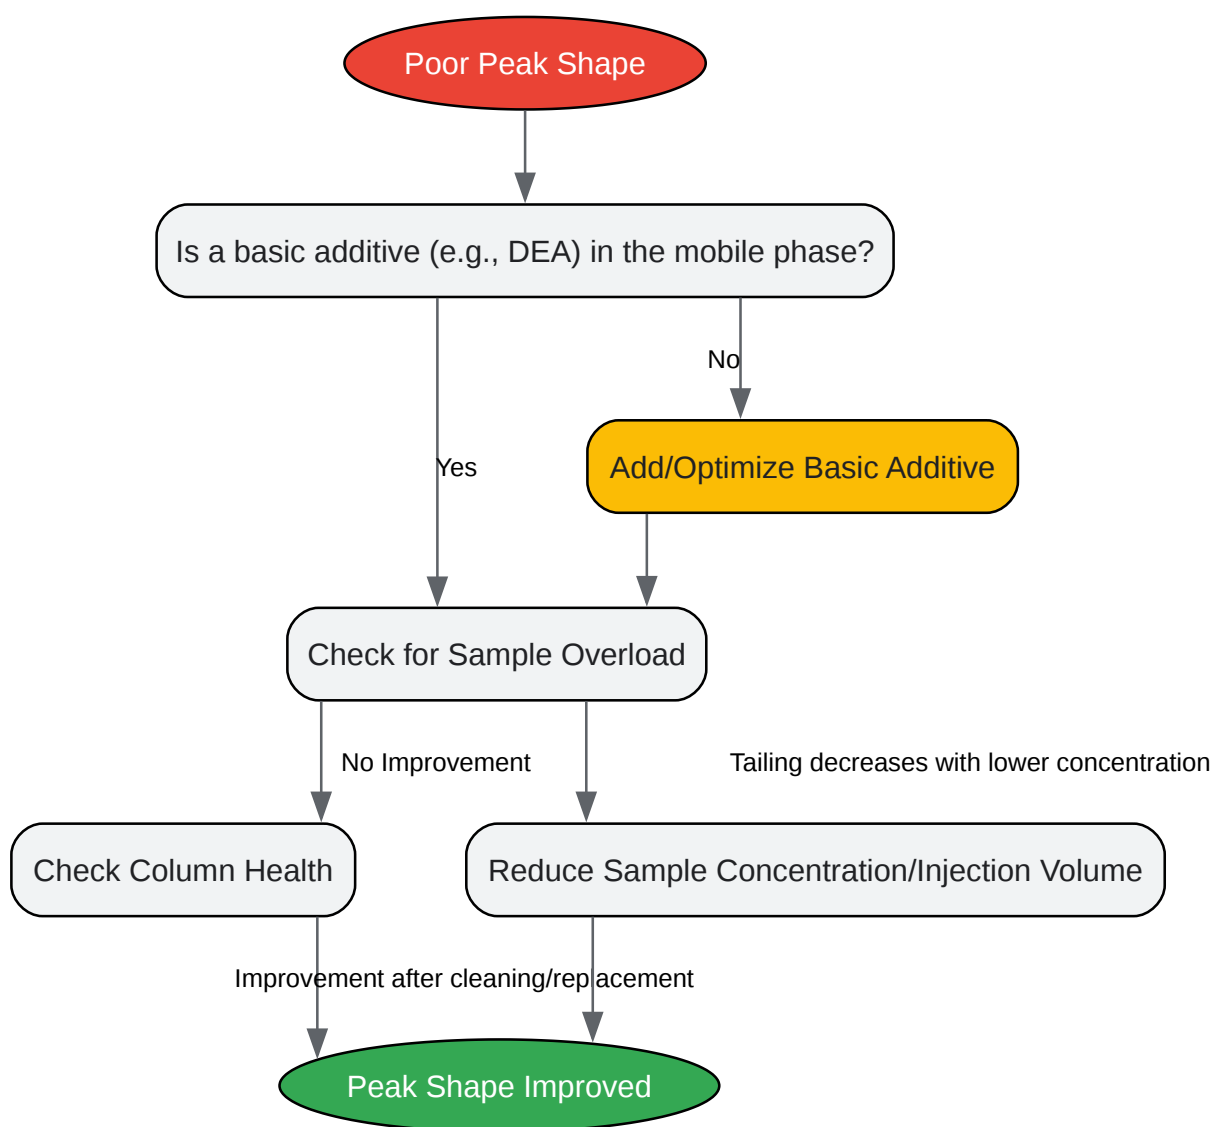 Poor Peak Shape
Is a basic additive (e.g., DEA) in the mobile phase?
No
Add/Optimize Basic Additive
Yes
Check for Sample Overload
No Improvement
Tailing decreases with lower concentration
Check Column Health
Reduce Sample Concentration/Injection Volume
Improvement after cleaning/replacement
Peak Shape Improved